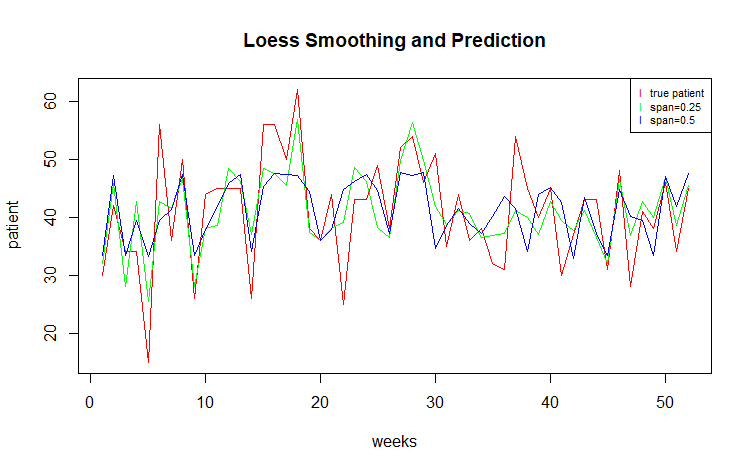 Loess Smoothing and Prediction
true patient
span=0.25
span=0.5
60
50
40
30
20
patient
0 10 20 30 40 50
weeks